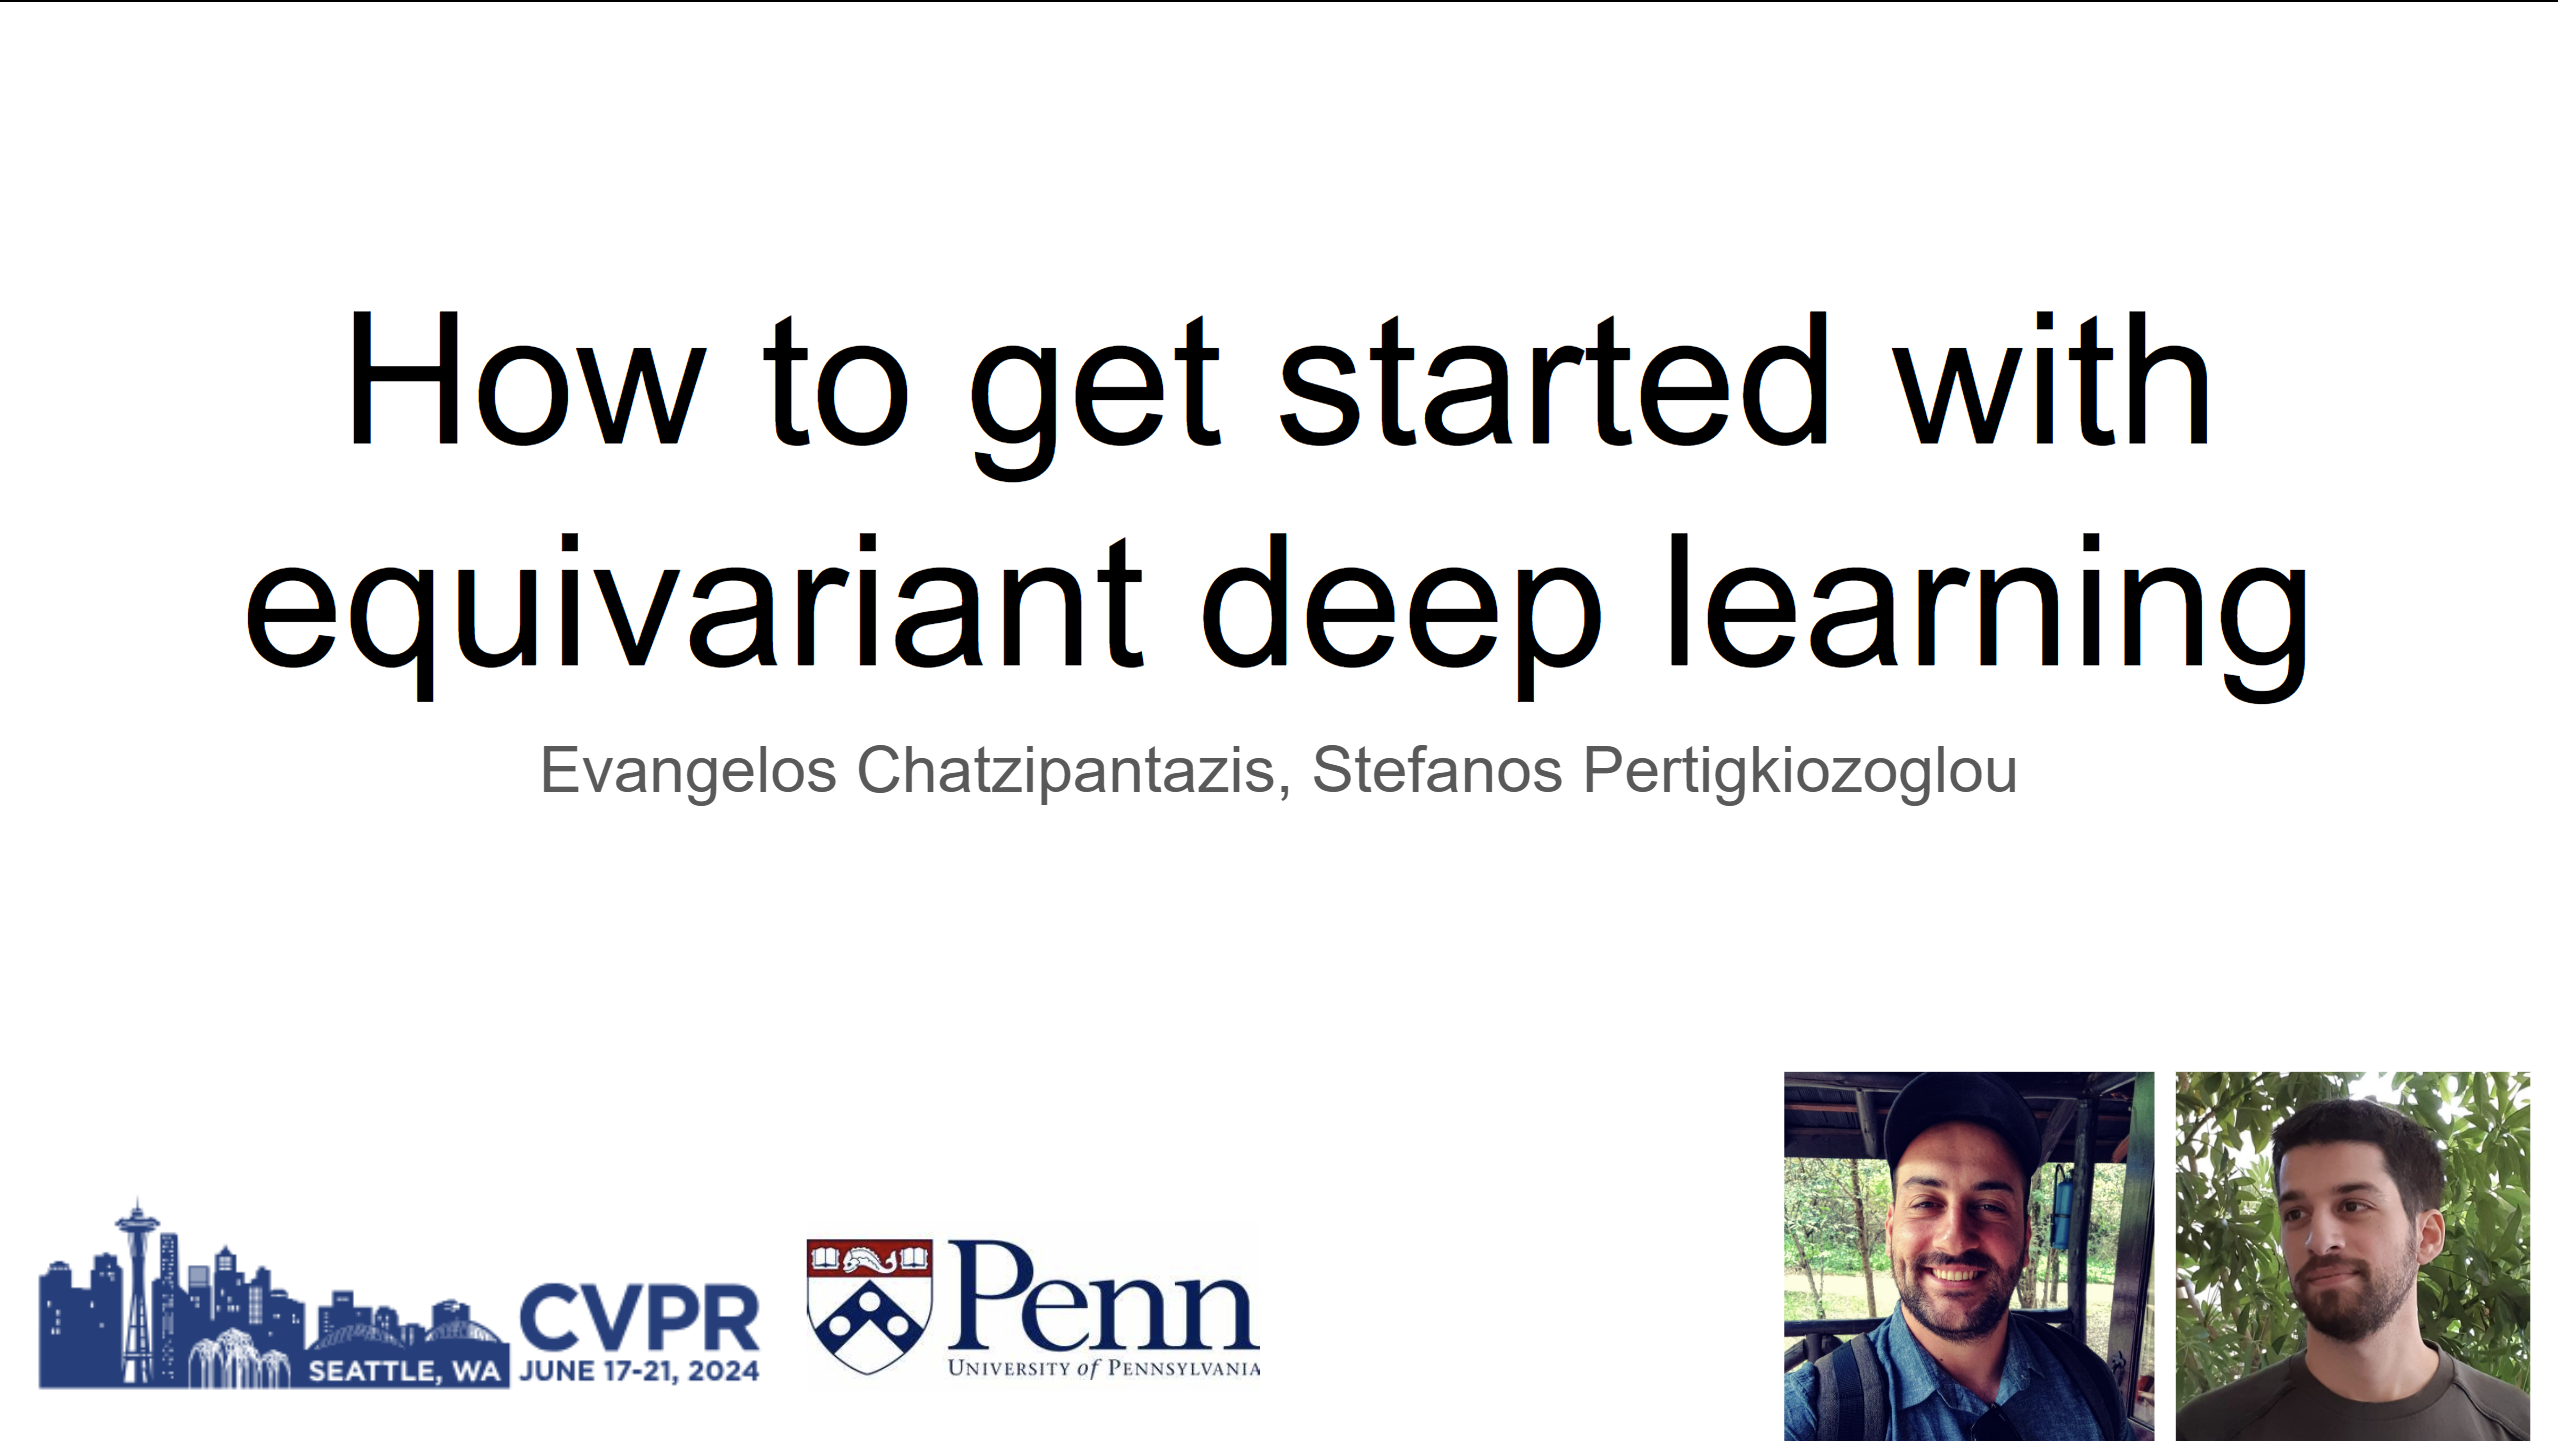 How to get started with
equivariant deep learning
Evangelos Chatzipantazis, Stefanos Pertigkiozoglou
SEATTLE, WA
CVPR
JUNE 17-21, 2024
Penn
UNIVERSITY of PENNSYLVANIA